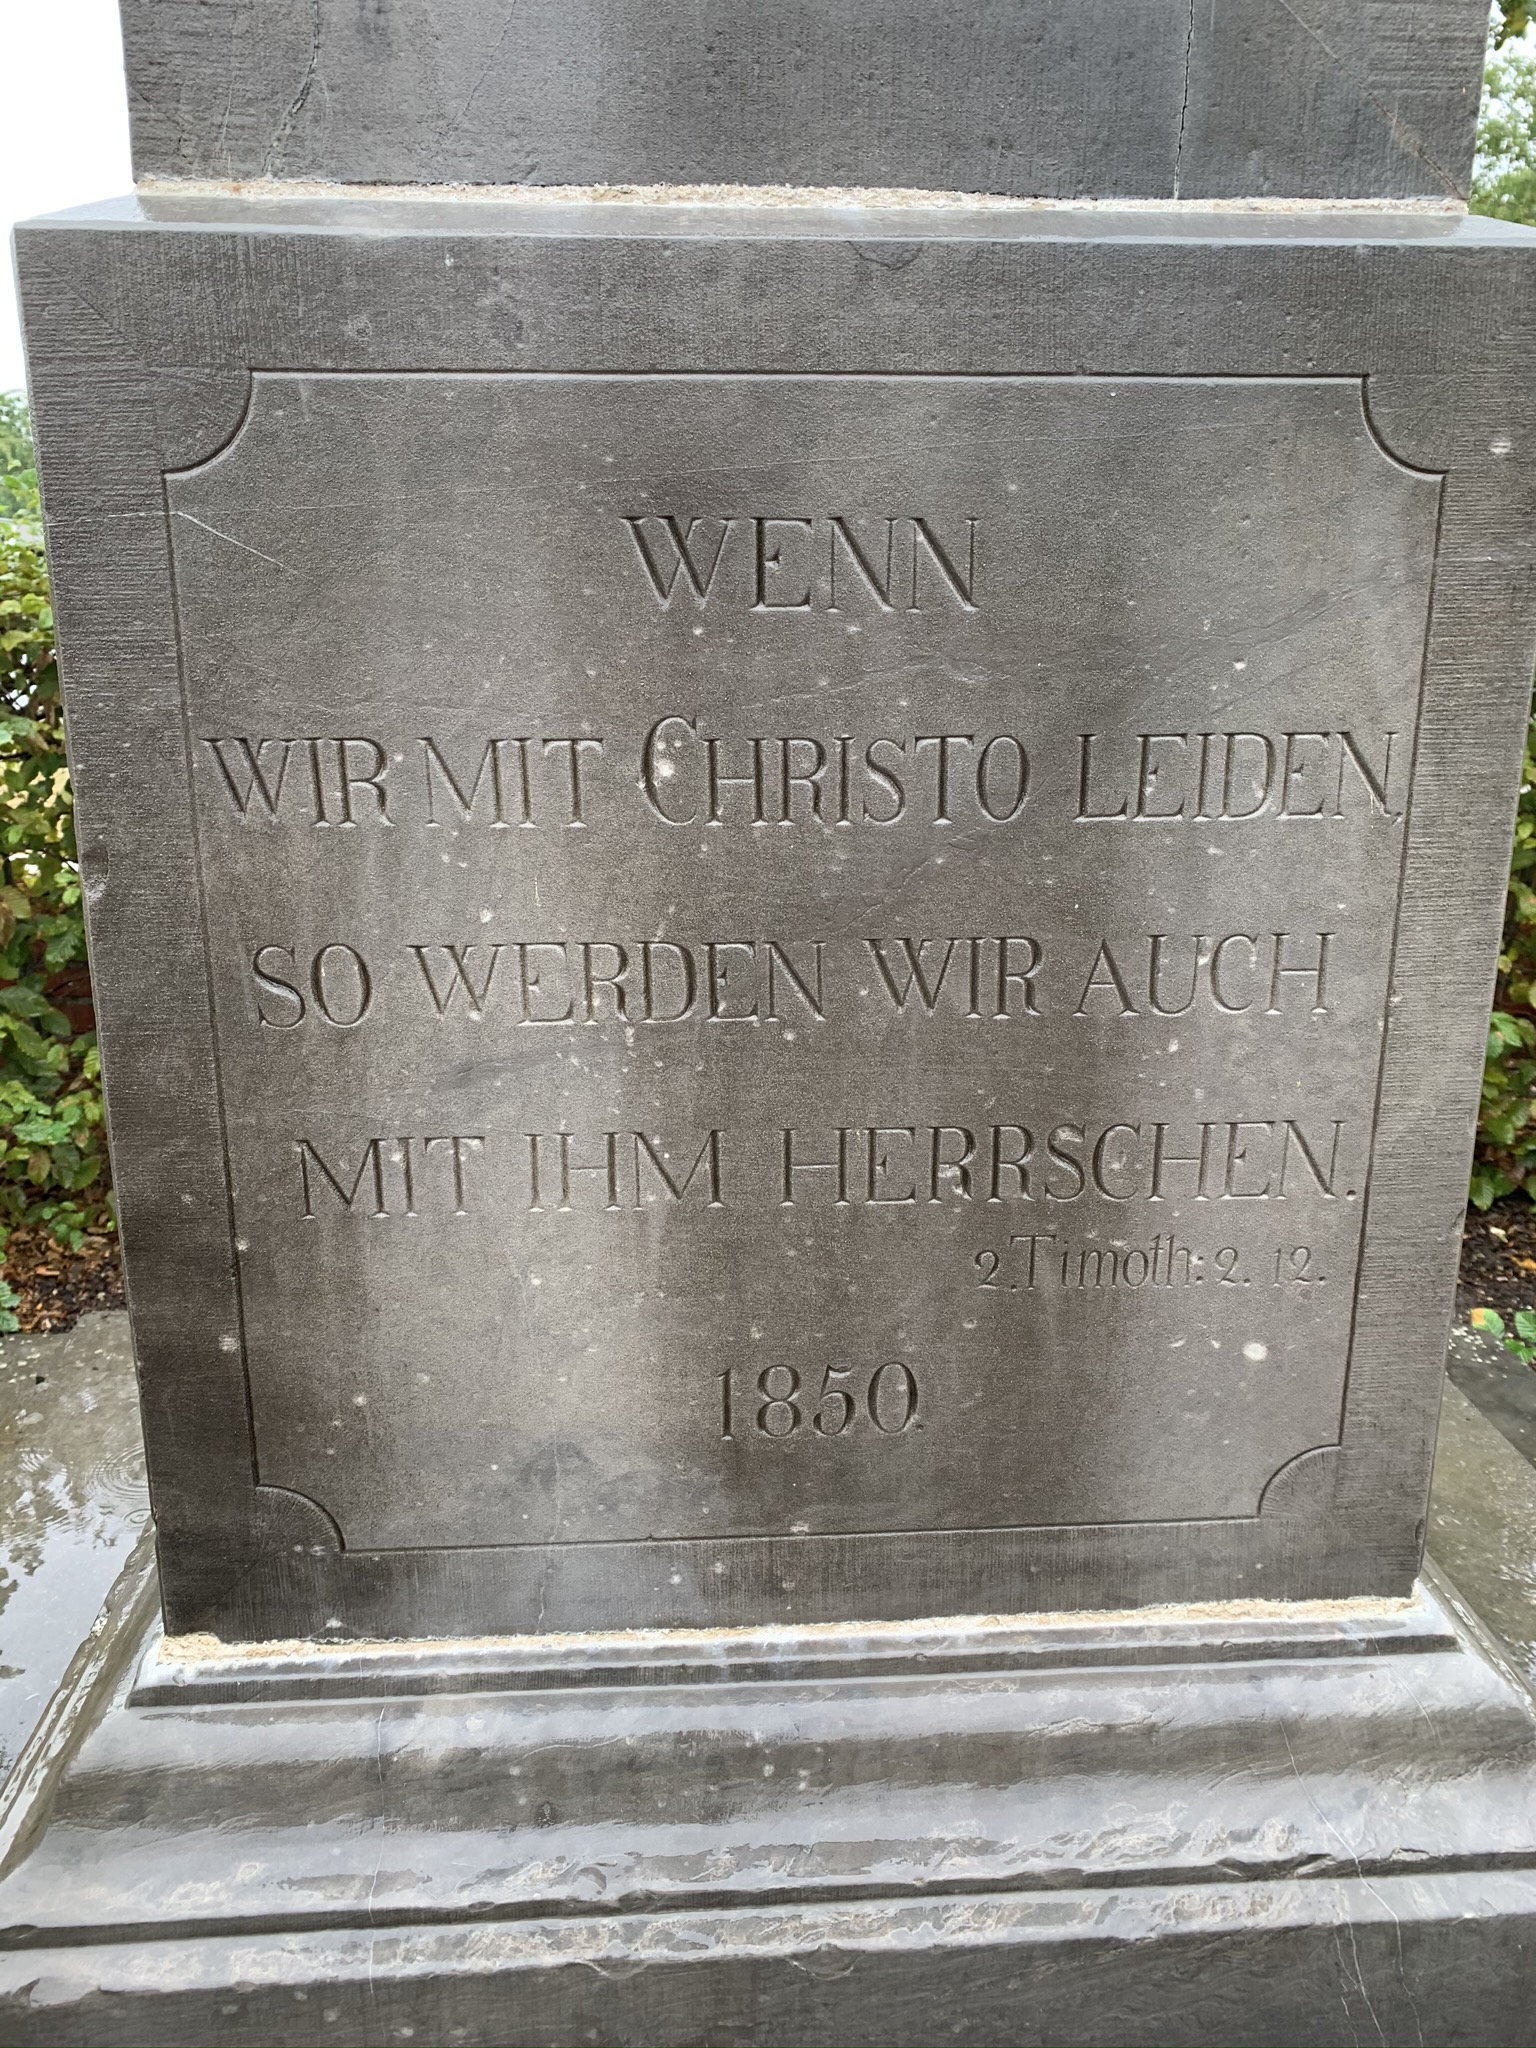 WENN
WIR MIT CHRISTO LEIDEN,
SO WERDEN WIR AUCH
MIT IHM HERRSCHEN.
2. Timoth: 2. 12.
1850.